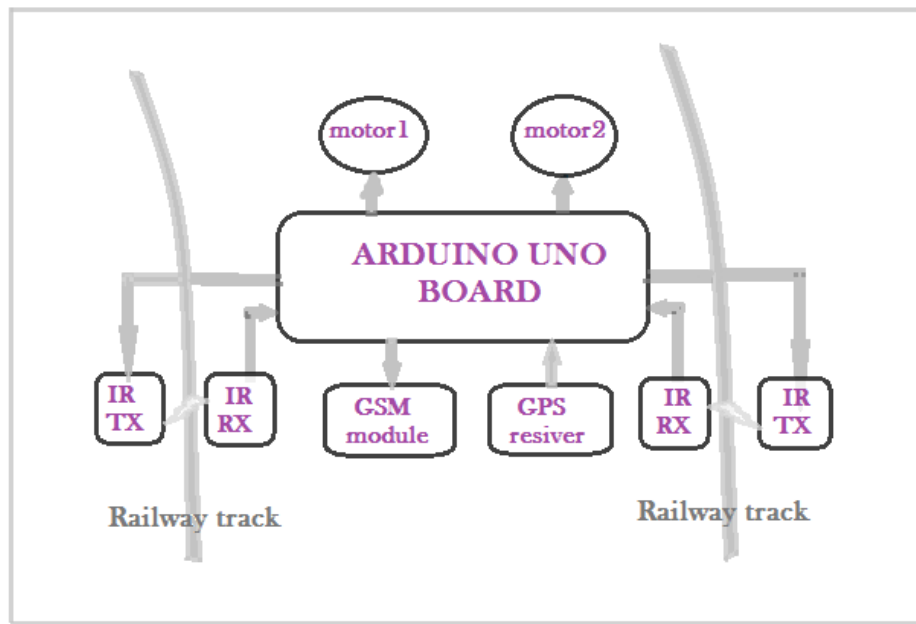 motor1
motor2
ARDUINO UNO
BOARD
IR
TX
IR
RX
GSM
module
GPS
resiver
IR
RX
IR
TX
Railway track
Railway track